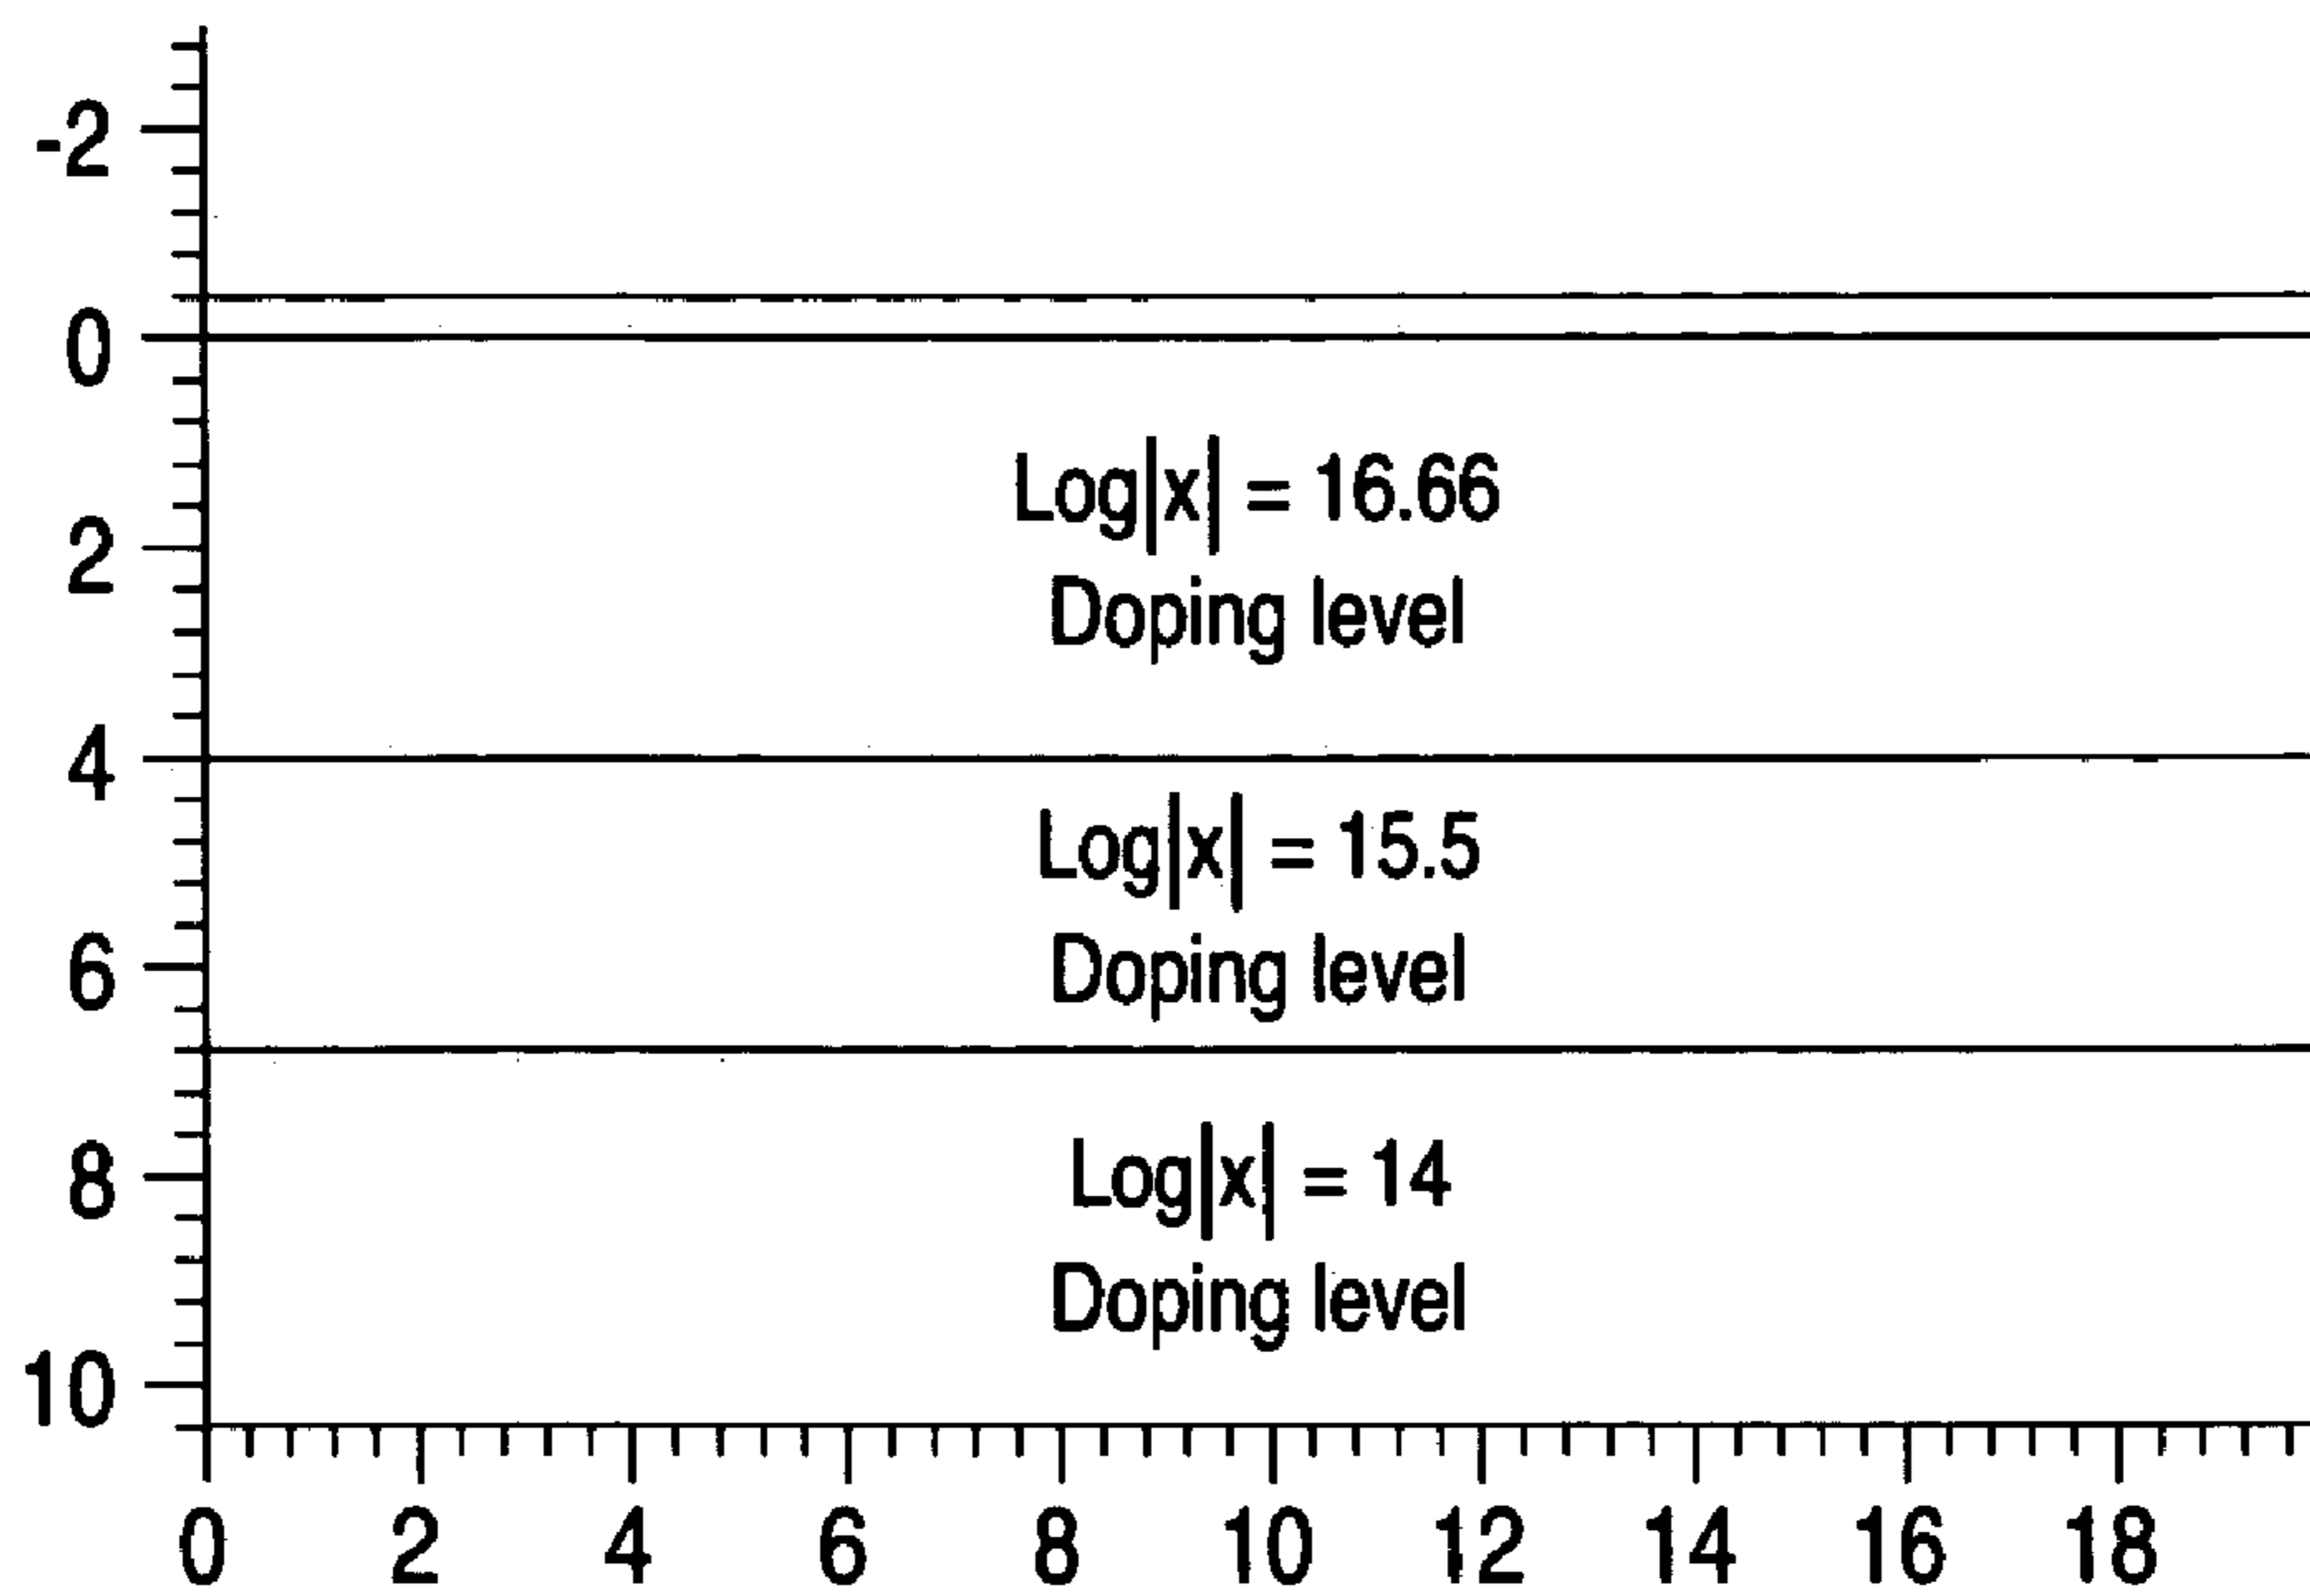 -2
0
Log|x| = 16.66
2
Doping level
4
Log|x| = 15.5
6
Doping level
8
Log|x| = 14
Doping level
10
0 2 4 6 8 10 12 14 16 18